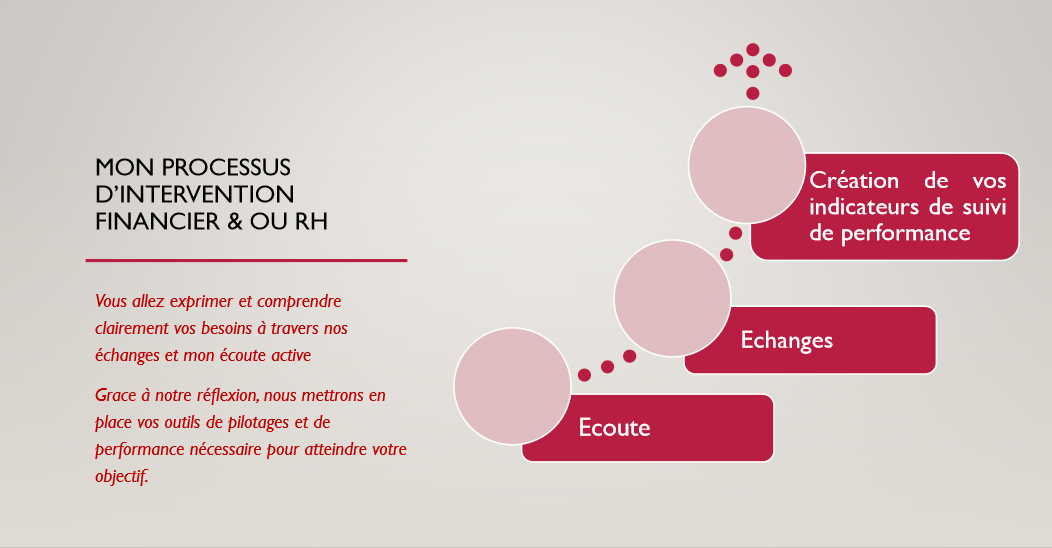 MON PROCESSUS
D'INTERVENTION
FINANCIER & OU RH
Vous allez exprimer et comprendre
clairement vos besoins à travers nos
échanges et mon écoute active
Grace à notre réflexion, nous mettrons en
place vos outils de pilotages et de
performance nécessaire pour atteindre votre
objectif.
Création de vos
indicateurs de suivi
de performance
Echanges
Ecoute